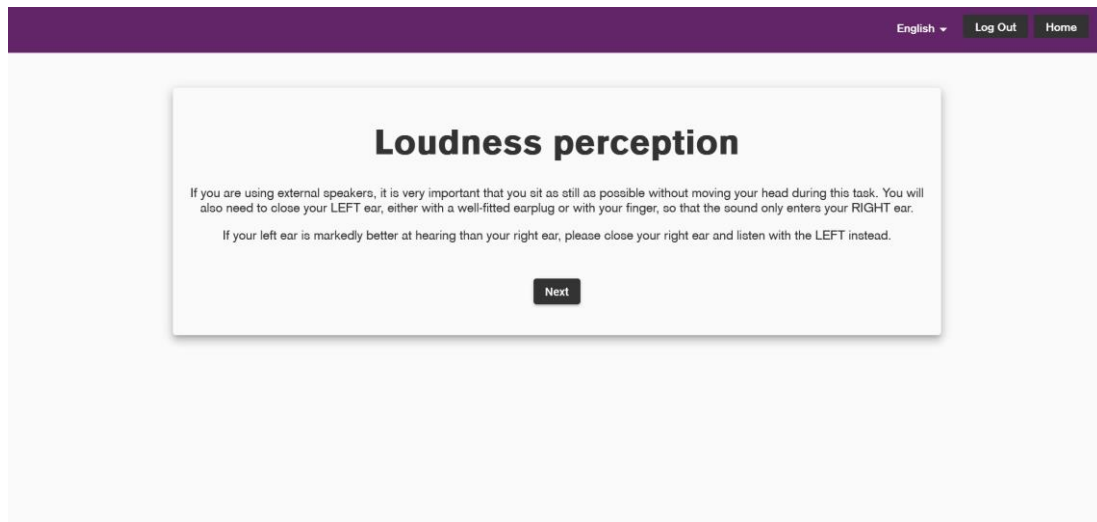 English
Log Out
Home
Loudness perception
If you are using external speakers, it is very important that you sit as still as possible without moving your head during this task. You will
also need to close your LEFT ear, either with a well-fitted earplug or with your finger, so that the sound only enters your RIGHT ear.
If your left ear is markedly better at hearing than your right ear, please close your right ear and listen with the LEFT instead.
Next